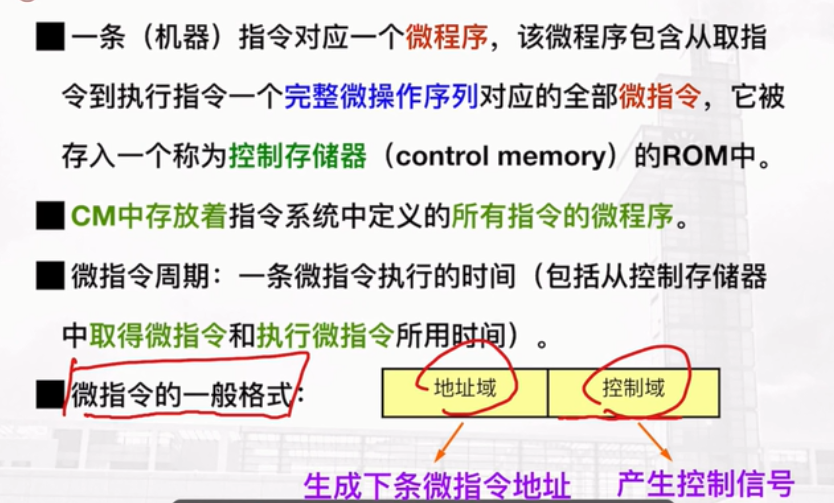 ■ 一条（机器）指令对应一个微程序，该微程序包含从取指
令到执行指令一个完整微操作序列对应的全部微指令，它被
存入一个称为控制存储器（control memory）的ROM中。
■ CM中存放着指令系统中定义的所有指令的微程序。
■ 微指令周期：一条微指令执行的时间（包括从控制存储器
中取得微指令和执行微指令所用时间）。
■ 微指令的一般格式： 地址域 控制域
生成下条微指令地址 产生控制信号